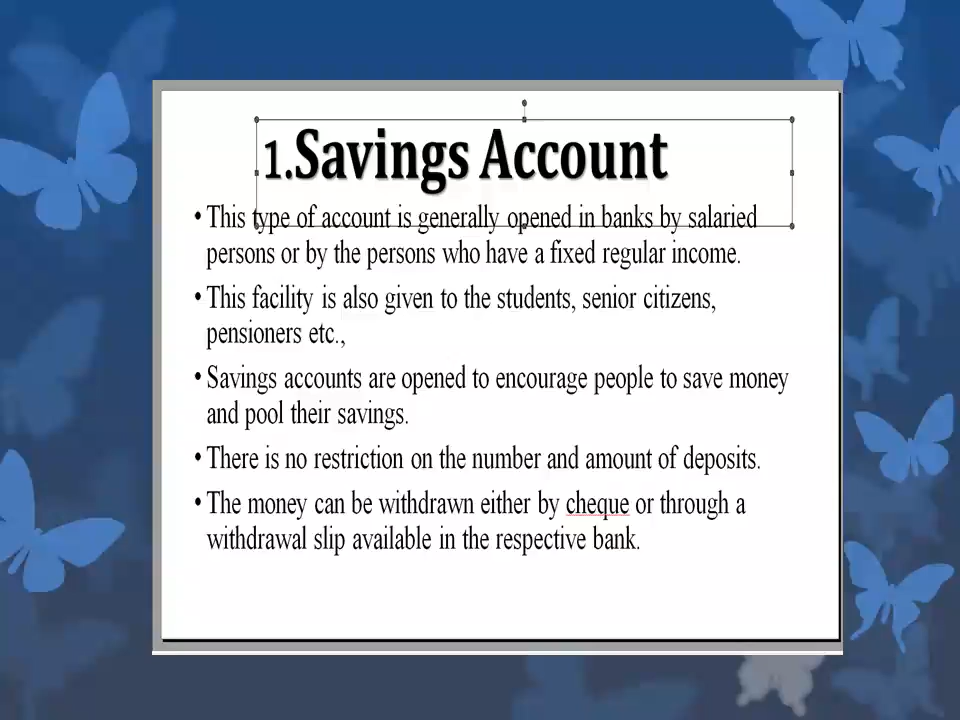 1.Savings Account
• This type of account is generally opened in banks by salaried
persons or by the persons who have a fixed regular income.
• This facility is also given to the students, senior citizens,
pensioners etc.,
• Savings accounts are opened to encourage people to save money
and pool their savings.
• There is no restriction on the number and amount of deposits.
• The money can be withdrawn either by cheque or through a
withdrawal slip available in the respective bank.